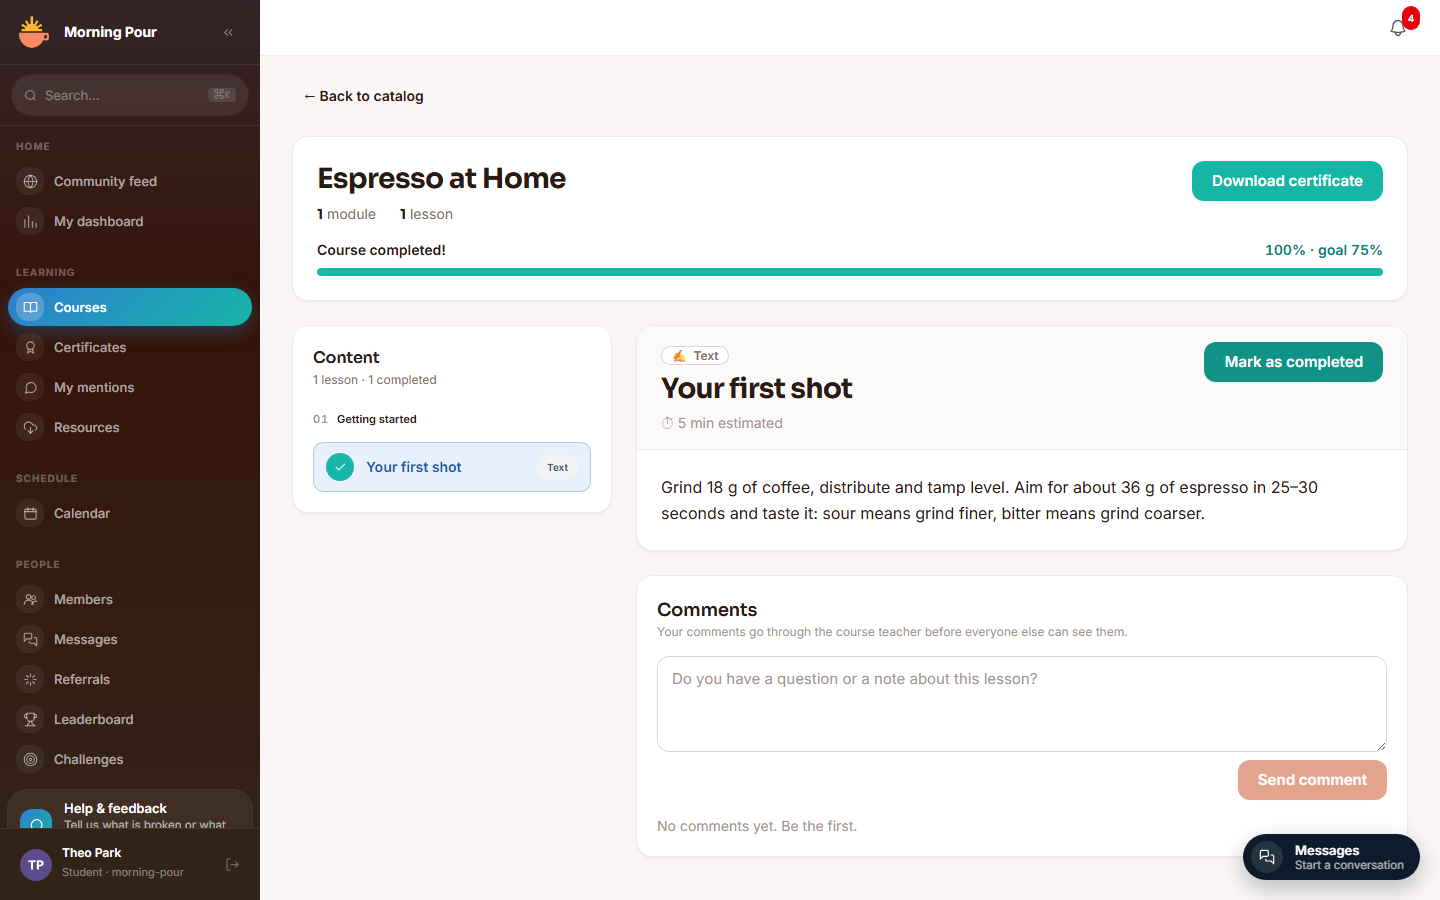 Morning Pour
Search...
⌘K
HOME
Community feed
My dashboard
LEARNING
Courses
Certificates
My mentions
Resources
SCHEDULE
Calendar
PEOPLE
Members
Messages
Referrals
Leaderboard
Challenges
Help & feedback
Tell us what is broken or what
TP
Theo Park
Student · morning-pour
4
← Back to catalog
Espresso at Home
Download certificate
1 module 1 lesson
Course completed!
100% · goal 75%
Content
1 lesson · 1 completed
01 Getting started
Your first shot
Text
Text
Mark as completed
Your first shot
5 min estimated
Grind 18 g of coffee, distribute and tamp level. Aim for about 36 g of espresso in 25–30
seconds and taste it: sour means grind finer, bitter means grind coarser.
Comments
Your comments go through the course teacher before everyone else can see them.
Do you have a question or a note about this lesson?
Send comment
No comments yet. Be the first.
Messages
Start a conversation